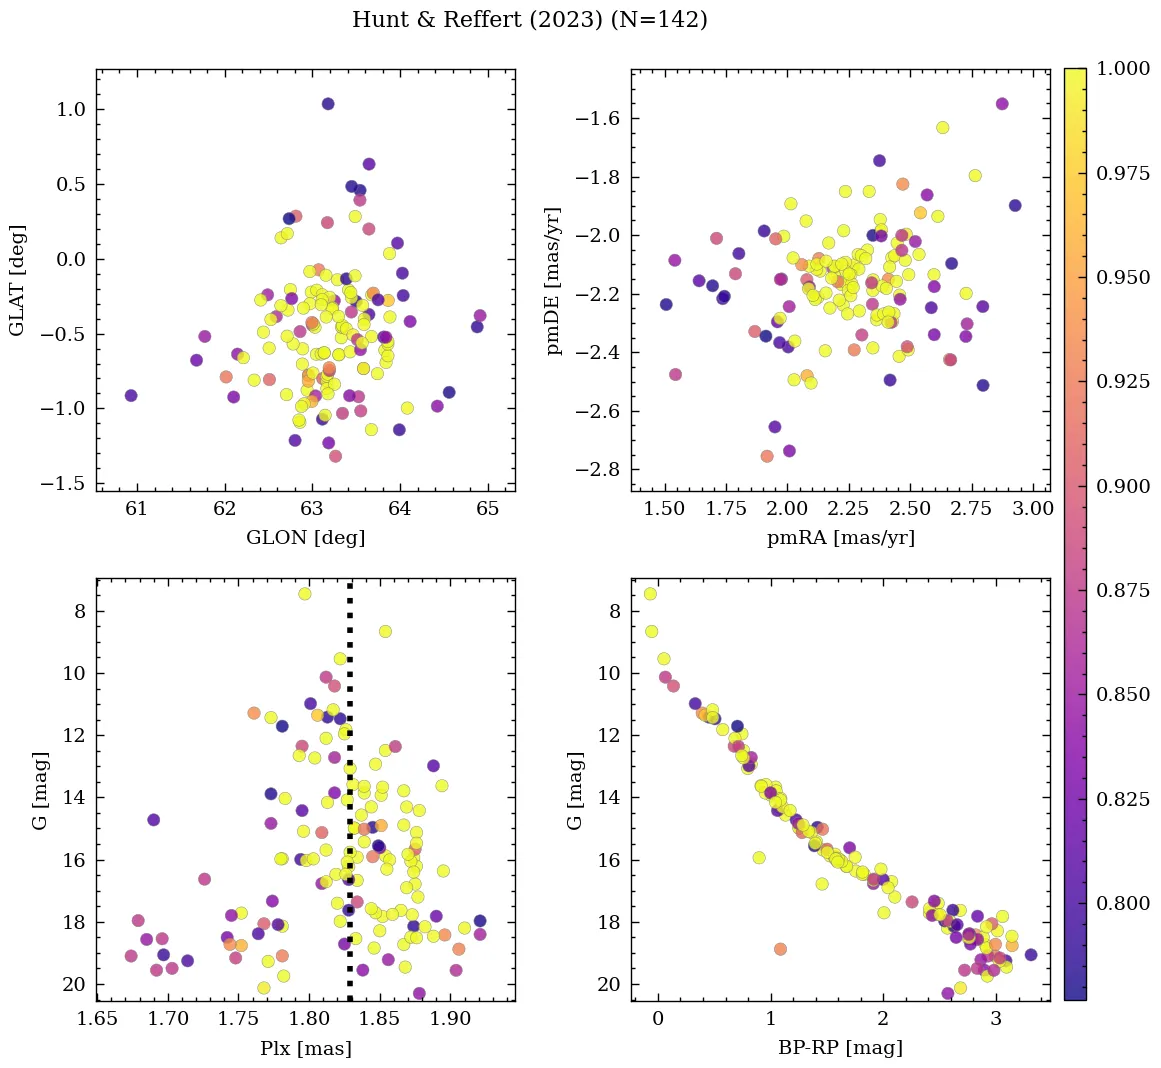 Hunt & Reffert (2023) (N=142)
1.0
0.5
0.0
−0.5
−1.0
−1.5
GLAT [deg]
61 62 63 64 65
GLON [deg]
−1.6
−1.8
−2.0
−2.2
−2.4
−2.6
−2.8
pmDE [mas/yr]
1.50 1.75 2.00 2.25 2.50 2.75 3.00
pmRA [mas/yr]
8
10
12
14
16
18
20
G [mag]
1.65 1.70 1.75 1.80 1.85 1.90
Plx [mas]
8
10
12
14
16
18
20
G [mag]
0 1 2 3
BP-RP [mag]
1.000
0.975
0.950
0.925
0.900
0.875
0.850
0.825
0.800